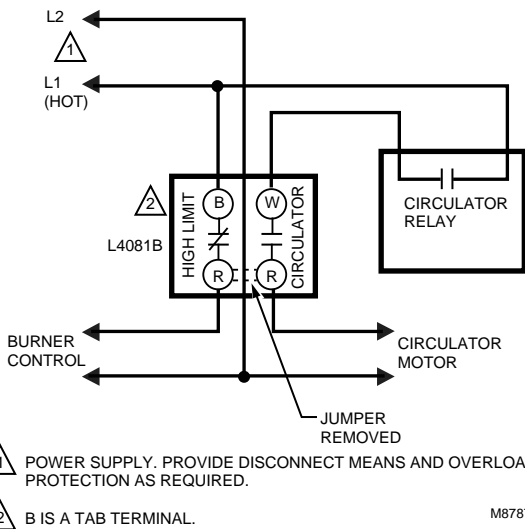 L2
1
L1
(HOT)
2
HIGH LIMIT
B
W
CIRCULATOR
L4081B
R
R
CIRCULATOR
RELAY
BURNER
CONTROL
CIRCULATOR
MOTOR
JUMPER
REMOVED
1 POWER SUPPLY. PROVIDE DISCONNECT MEANS AND OVERLOA
PROTECTION AS REQUIRED.
2 B IS A TAB TERMINAL.
M878